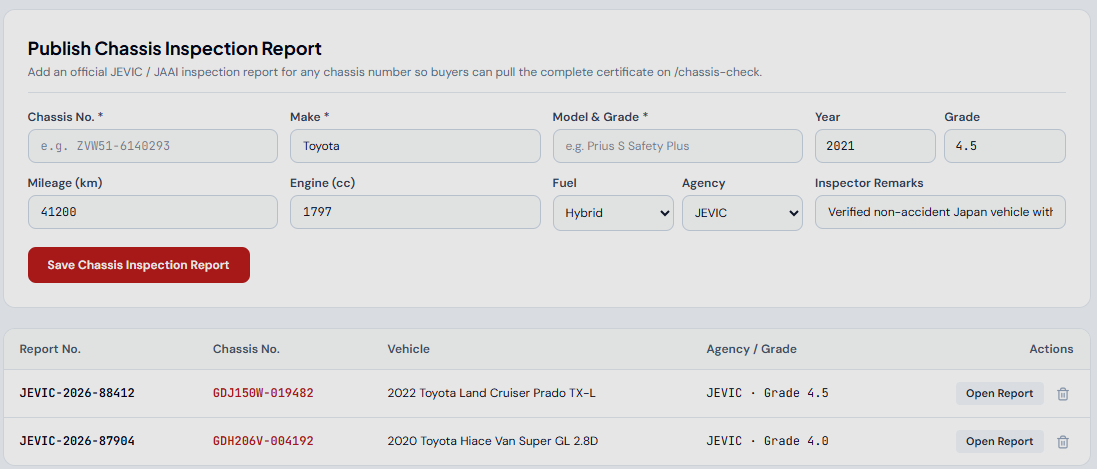 Publish Chassis Inspection Report
Add an official JEVIC / JAAI inspection report for any chassis number so buyers can pull the complete certificate on /chassis-check.
Chassis No. * Make * Model & Grade * Year Grade
e.g. ZVW51-6140293 Toyota e.g. Prius S Safety Plus 2021 4.5
Mileage (km) Engine (cc) Fuel Agency Inspector Remarks
41200 1797 Hybrid JEVIC Verified non-accident Japan vehicle with
Save Chassis Inspection Report
Report No. Chassis No. Vehicle Agency / Grade Actions
JEVIC-2026-88412 GDJ150W-019482 2022 Toyota Land Cruiser Prado TX-L JEVIC · Grade 4.5 Open Report
JEVIC-2026-87904 GDH206V-004192 2020 Toyota Hiace Van Super GL 2.8D JEVIC · Grade 4.0 Open Report